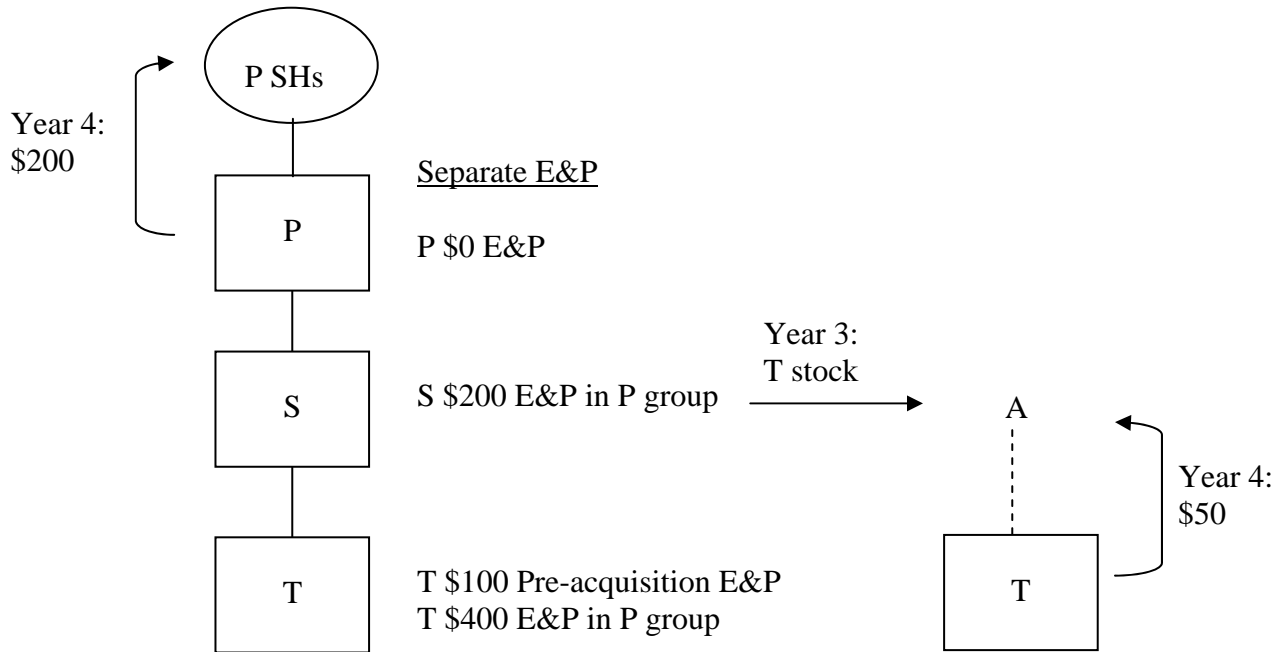 P SHs
Year 4:
$200
Separate E&P
P
P $0 E&P
Year 3:
T stock
S
S $200 E&P in P group
A
Year 4:
$50
T
T $100 Pre-acquisition E&P
T $400 E&P in P group
T